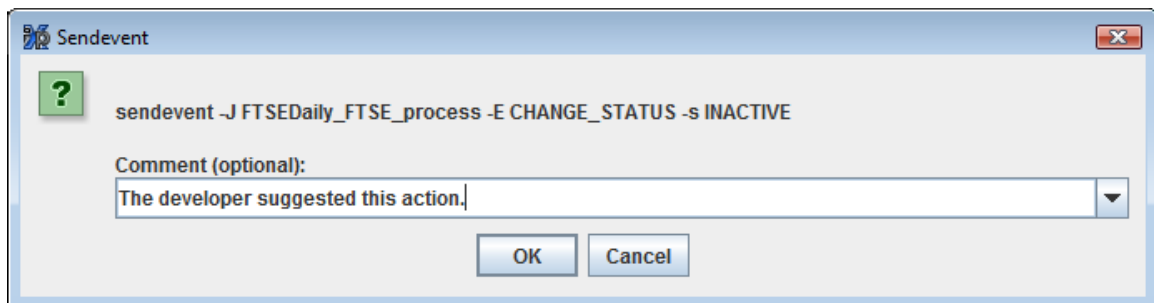 Sendevent
?
sendevent -J FTSEDaily_FTSE_process -E CHANGE_STATUS -s INACTIVE
Comment (optional):
The developer suggested this action.
OK Cancel